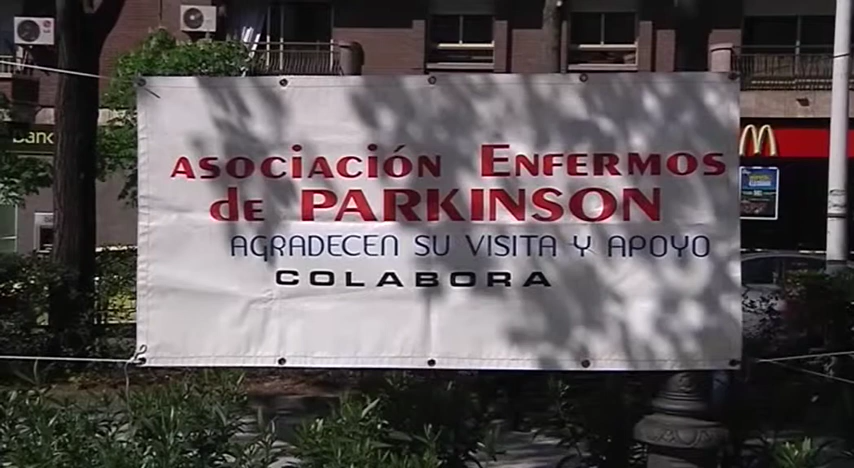 ASOCIACIÓN ENFERMOS
de PARKINSON
AGRADECEN SU VISITA Y APOYO
COLABORA